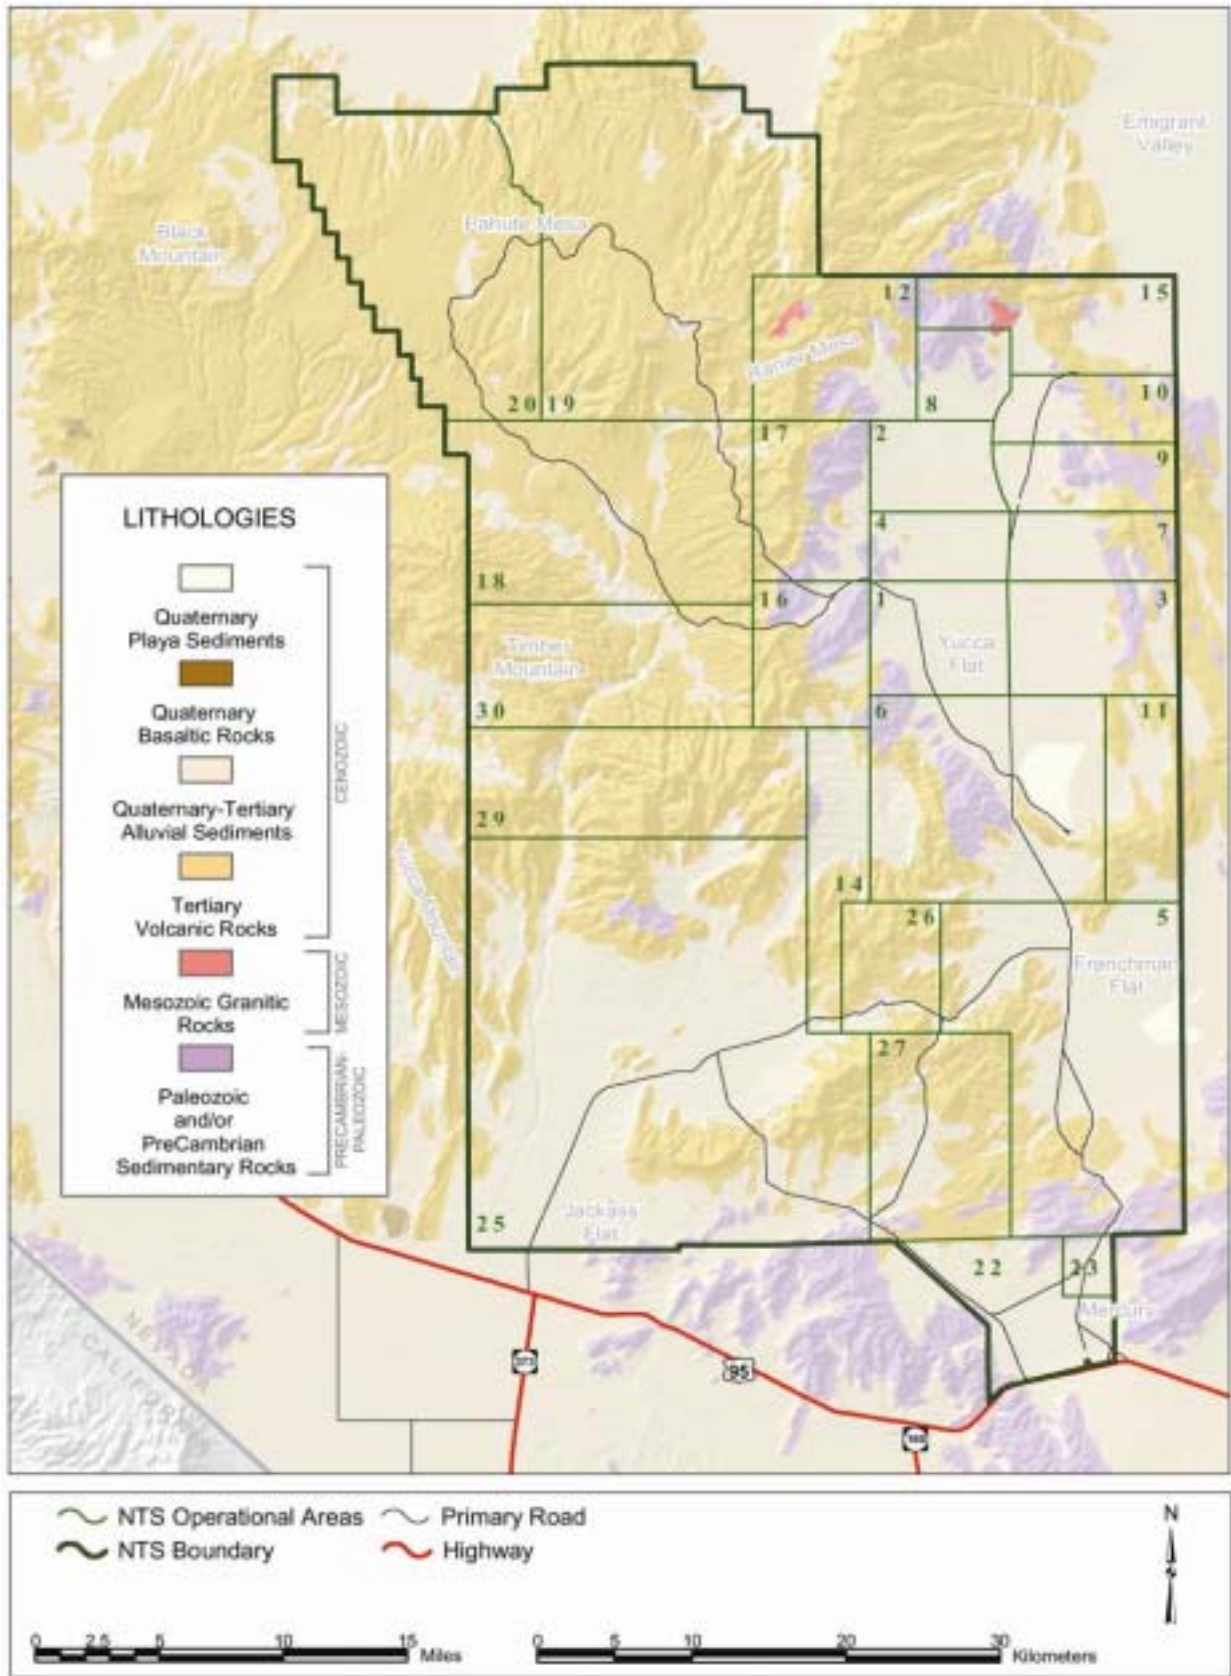 Emigrant
Valley
Black
Mountain
Pahute Mesa
12
15
Rainier Mesa
20
19
8
10
17
2
9
4
7
18
16
1
3
Timber
Mountain
Yucca
Flat
30
6
11
29
Yucca Mountain
14
26
5
Frenchman
Flat
27
25
Jackass
Flat
22
23
Mercury
NEVADA
CALIFORNIA
373
95
160
LITHOLOGIES
Quaternary
Playa Sediments
Quaternary
Basaltic Rocks
Quaternary-Tertiary
Alluvial Sediments
Tertiary
Volcanic Rocks
CENOZOIC
Mesozoic Granitic
Rocks
MESOZOIC
Paleozoic
and/or
PreCambrian
Sedimentary Rocks
PRECAMBRIAN-
PALEOZOIC
NTS Operational Areas
Primary Road
NTS Boundary
Highway
N
S
0 2.5 5 10 15 Miles
0 5 10 20 30 Kilometers